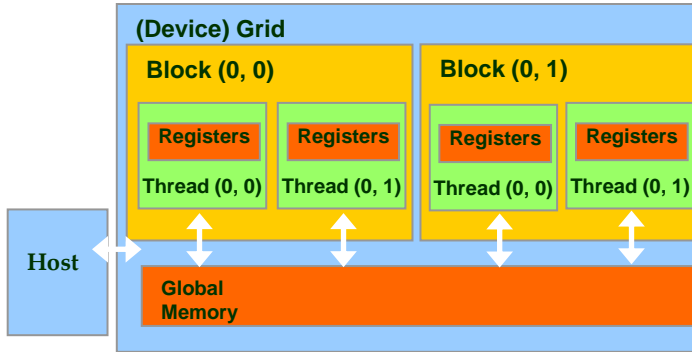 (Device) Grid
Block (0, 0)
Block (0, 1)
Registers
Registers
Registers
Registers
Thread (0, 0)
Thread (0, 1)
Thread (0, 0)
Thread (0, 1)
Host
Global
Memory